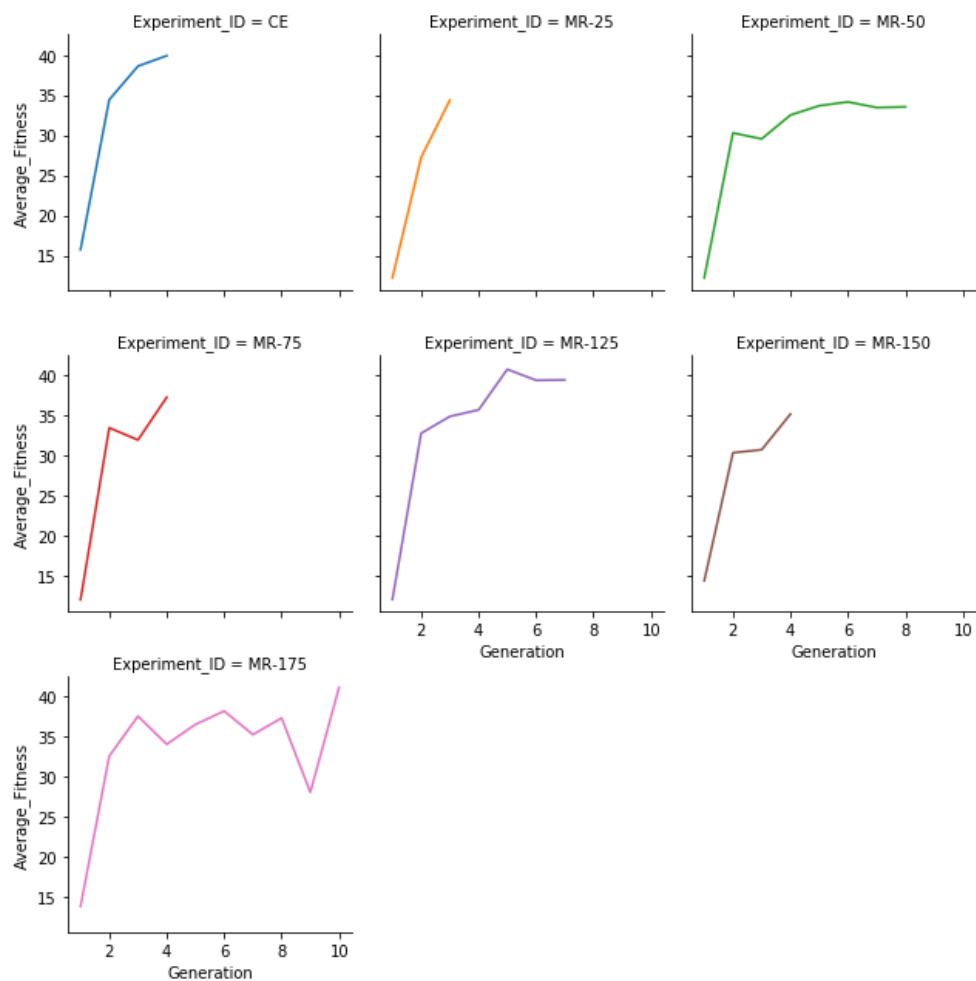 Experiment_ID = CE
Experiment_ID = MR-25
Experiment_ID = MR-50
40
35
30
25
20
15
Average_Fitness
Experiment_ID = MR-75
Experiment_ID = MR-125
Experiment_ID = MR-150
40
35
30
25
20
15
Average_Fitness
2 4 6 8 10
Generation
2 4 6 8 10
Generation
Experiment_ID = MR-175
40
35
30
25
20
15
Average_Fitness
2 4 6 8 10
Generation